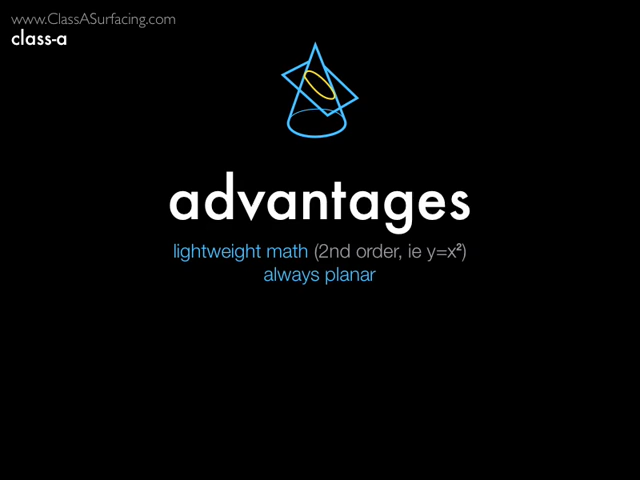 www.ClassASurfacing.com
class-a
advantages
lightweight math (2nd order, ie y=x²)
always planar